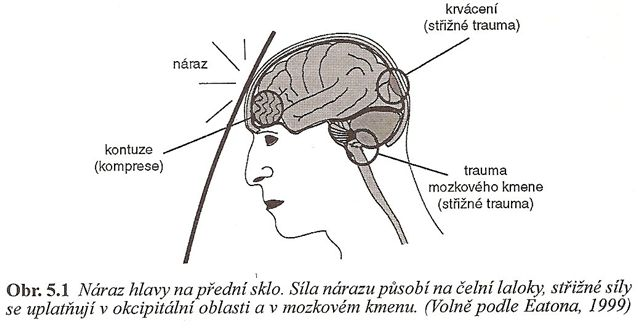 krvácení
(střižné trauma)
náraz
kontuze
(komprese)
trauma
mozkového kmene
(střižné trauma)
Obr. 5.1 Náraz hlavy na přední sklo. Síla nárazu působí na čelní laloky, střižné síly
se uplatňují v okcipitální oblasti a v mozkovém kmenu. (Volně podle Eatona, 1999)